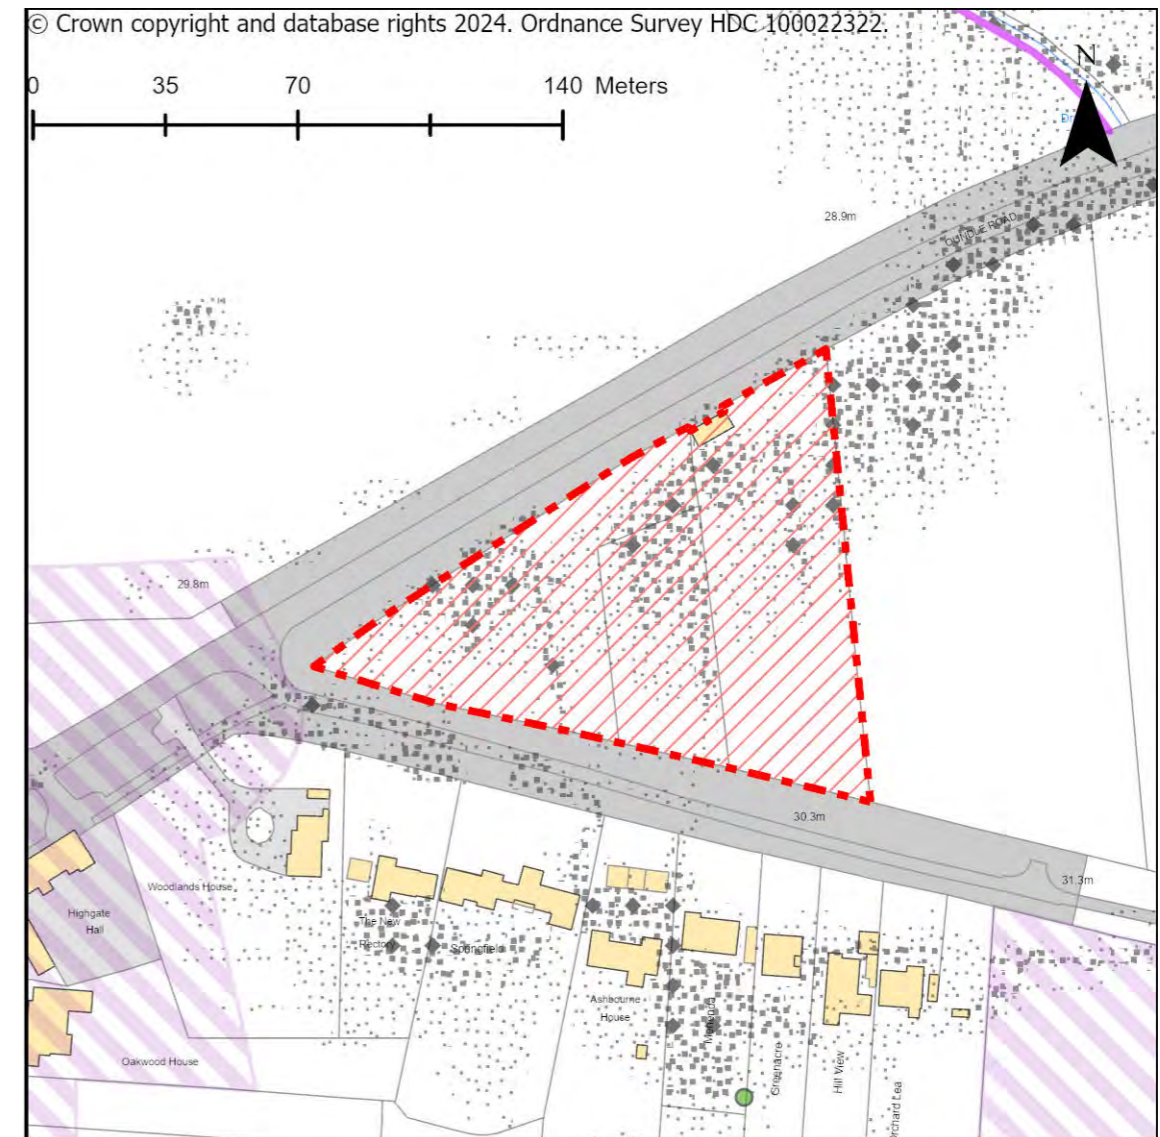 © Crown copyright and database rights 2024. Ordnance Survey HDC 100022322.
N
0 35 70 140 Meters
28.9m
OUNDLE ROAD
29.8m
30.3m
31.3m
Woodlands House
Highgate
Hall
The New
Rectory
Springfield
Ashbourne
House
Greenacre
Hill View
Orchard Lea
Oakwood House